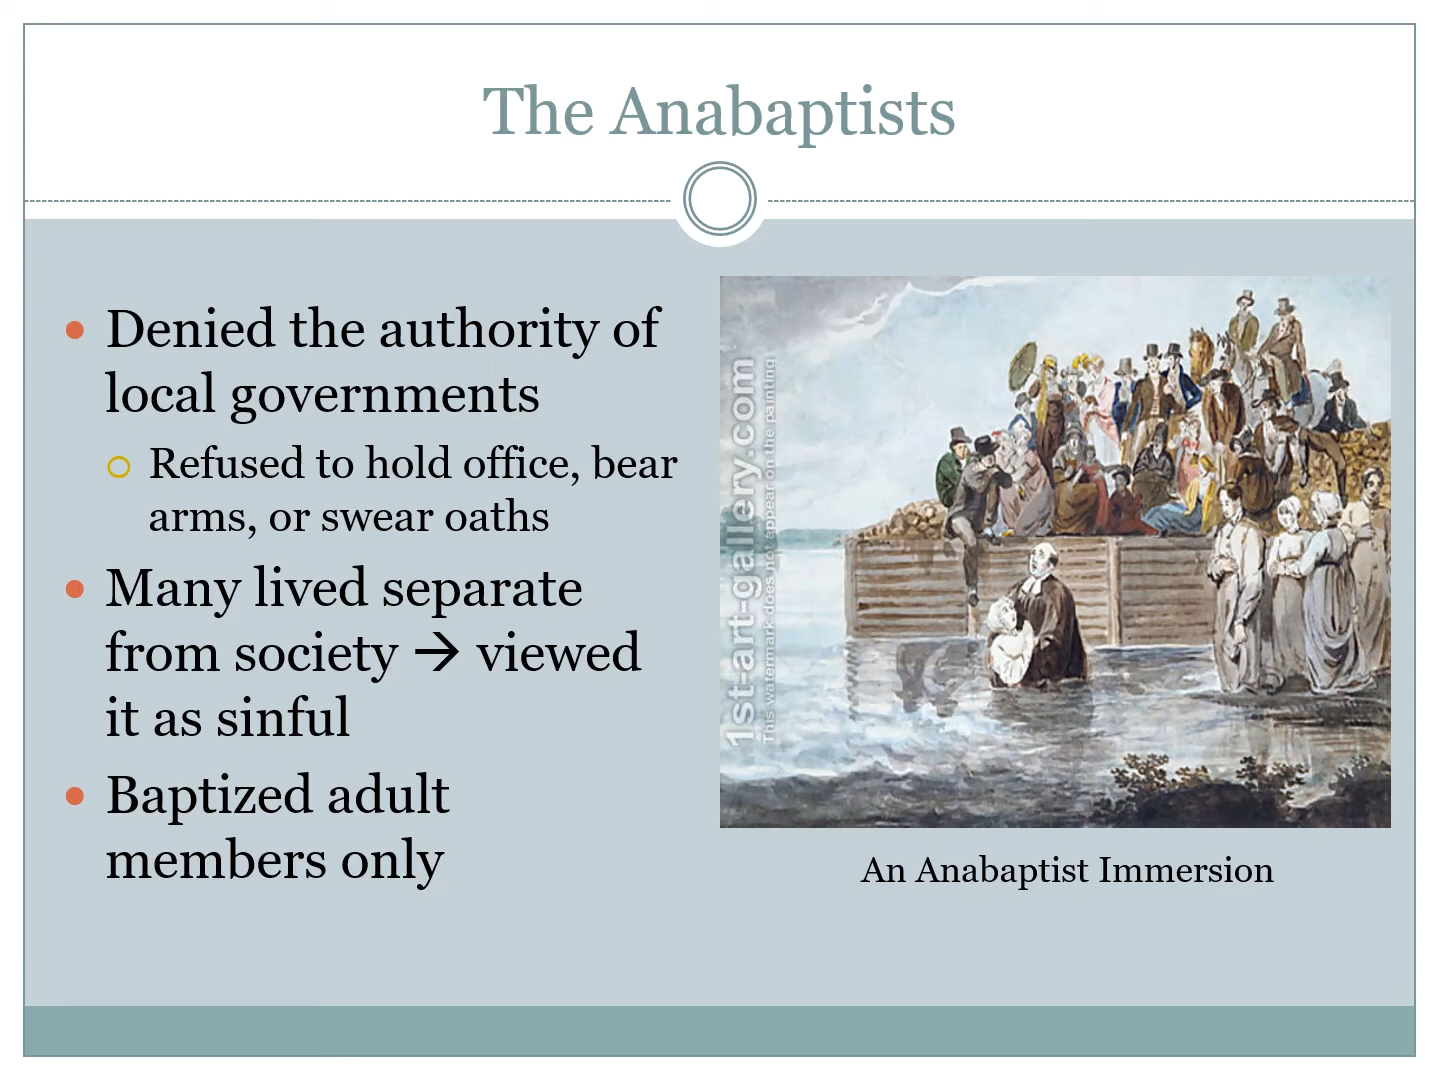 The Anabaptists
• Denied the authority of
local governments
○ Refused to hold office, bear
arms, or swear oaths
• Many lived separate
from society → viewed
it as sinful
• Baptized adult
members only
1st-art-gallery.com
This watermark does not appear on the painting
An Anabaptist Immersion